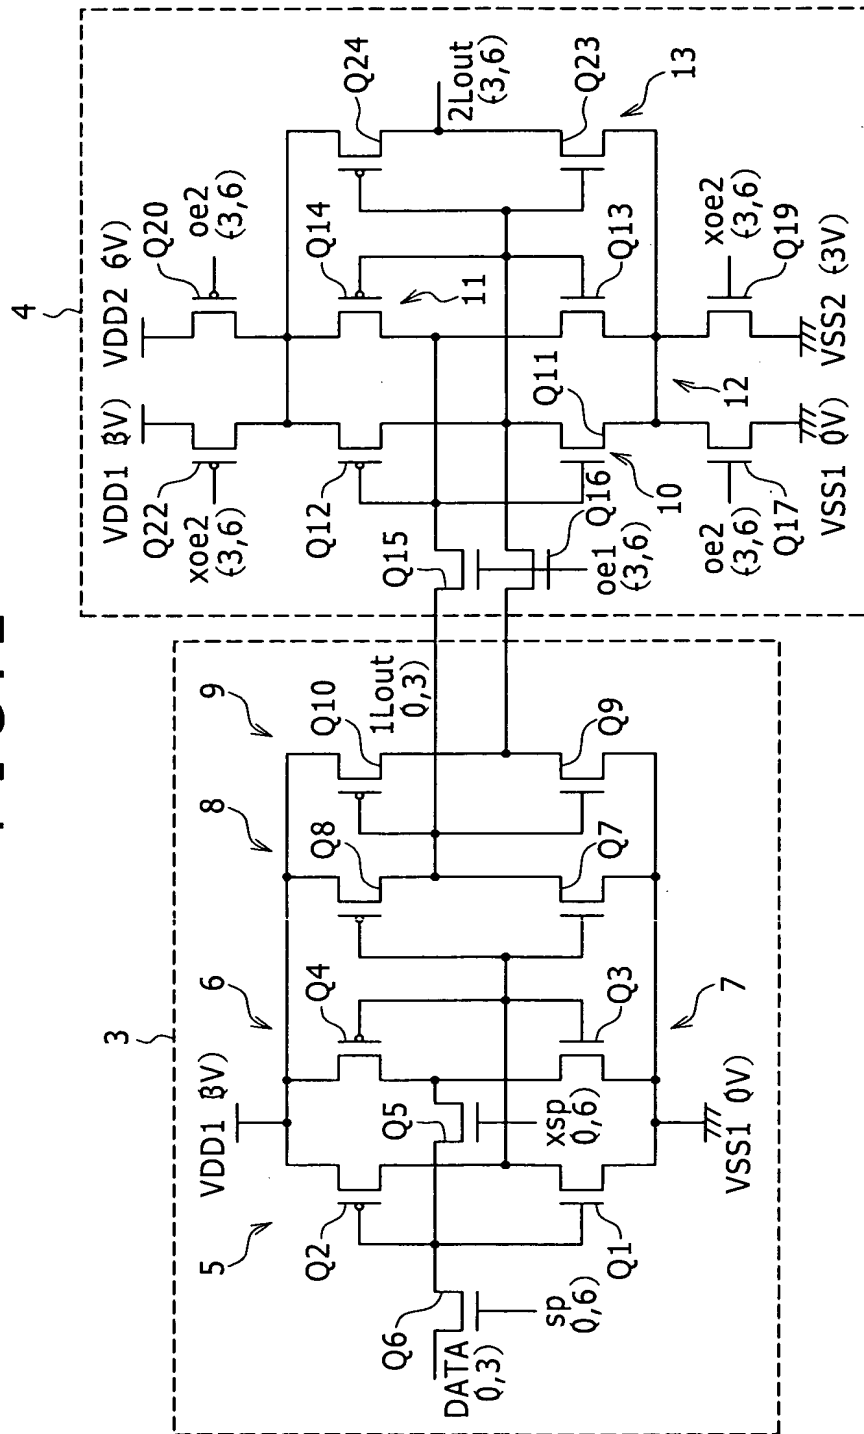 3
4
5
6
7
8
9
VDD1 (3V)
Q2
Q4
Q8
Q10
Q6
DATA
(0,3)
sp
(0,6)
Q5
xsp
(0,6)
Q1
Q3
Q7
Q9
VSS1 (0V)
1Lout
(0,3)
VDD1 (3V)
VDD2 (6V)
Q22
xoe2
(-3,6)
Q20
oe2
(-3,6)
Q12
Q14
Q24
Q15
11
2Lout
(-3,6)
Q16
oe1
(-3,6)
Q11
Q13
Q23
10
12
13
oe2
(-3,6)
Q17
xoe2
(-3,6)
Q19
VSS1 (0V)
VSS2 (-3V)